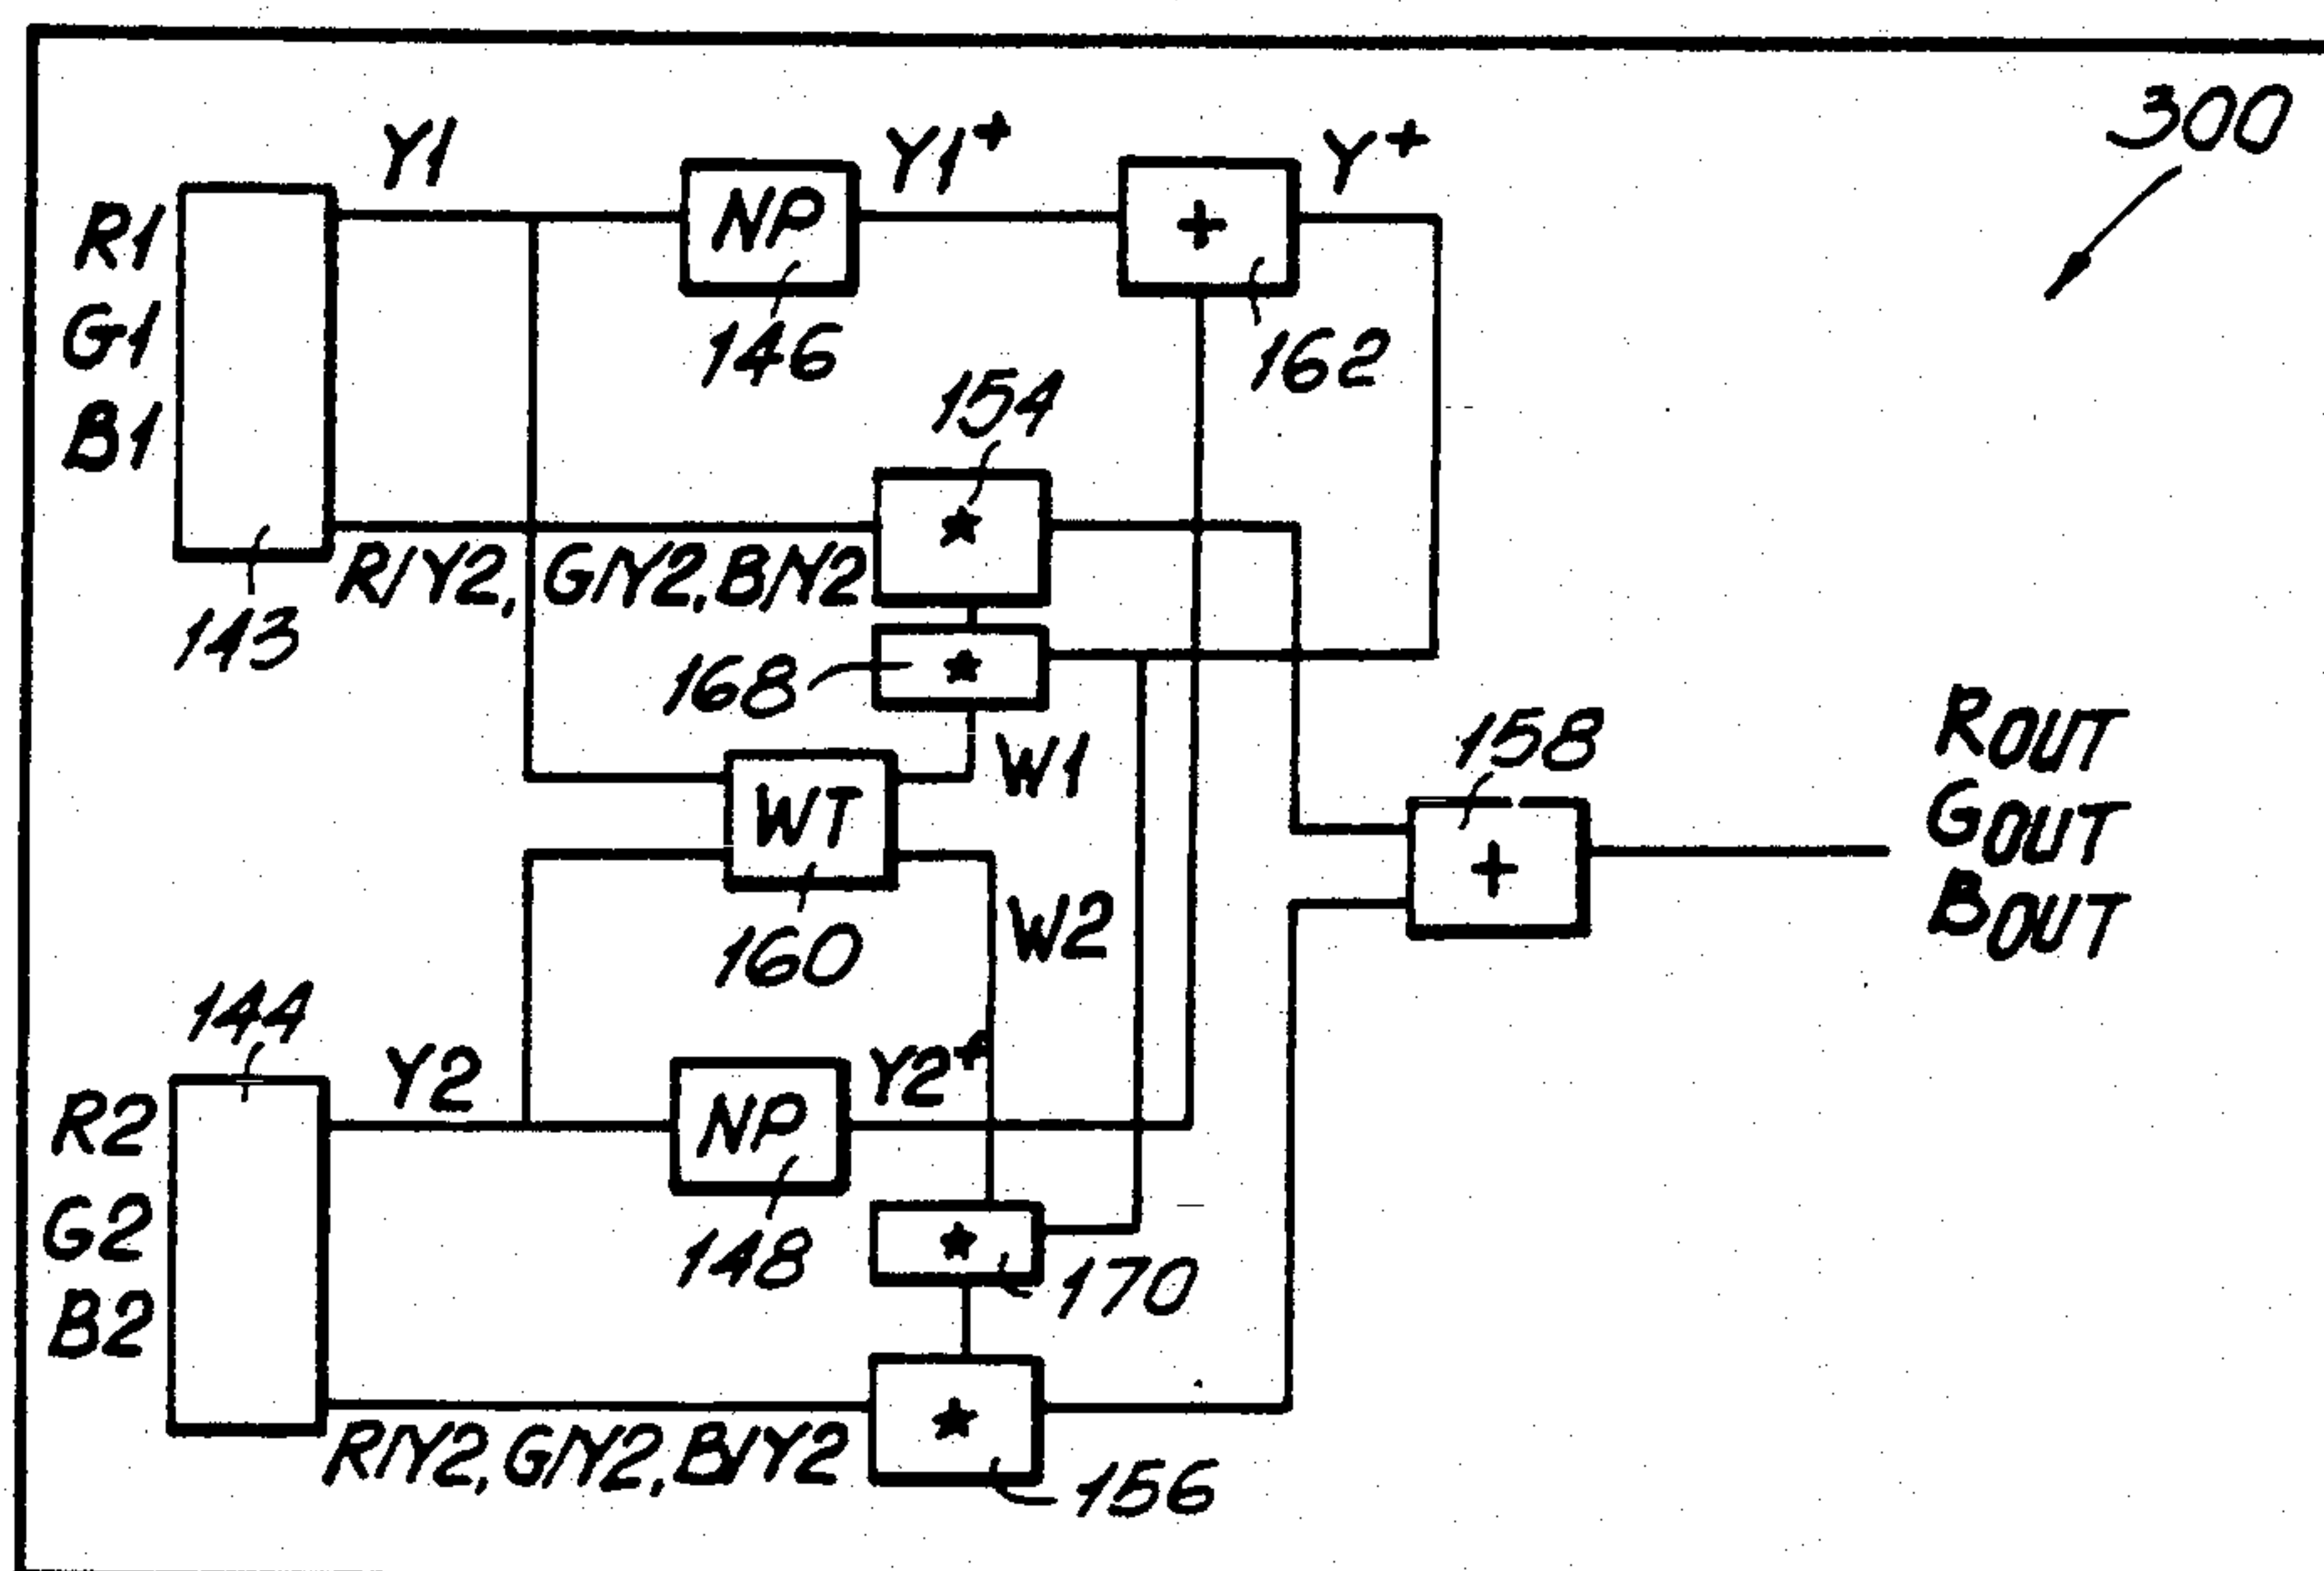 300
Y1
NP
Y1+
+
Y+
R1
G1
B1
146
162
154
★
R/Y2, G/Y2, B/Y2
143
168
★
W1
WT
160
W2
158
+
ROUT
GOUT
BOUT
144
Y2
NP
Y2+
R2
G2
B2
148
★
170
★
R/Y2, G/Y2, B/Y2
156